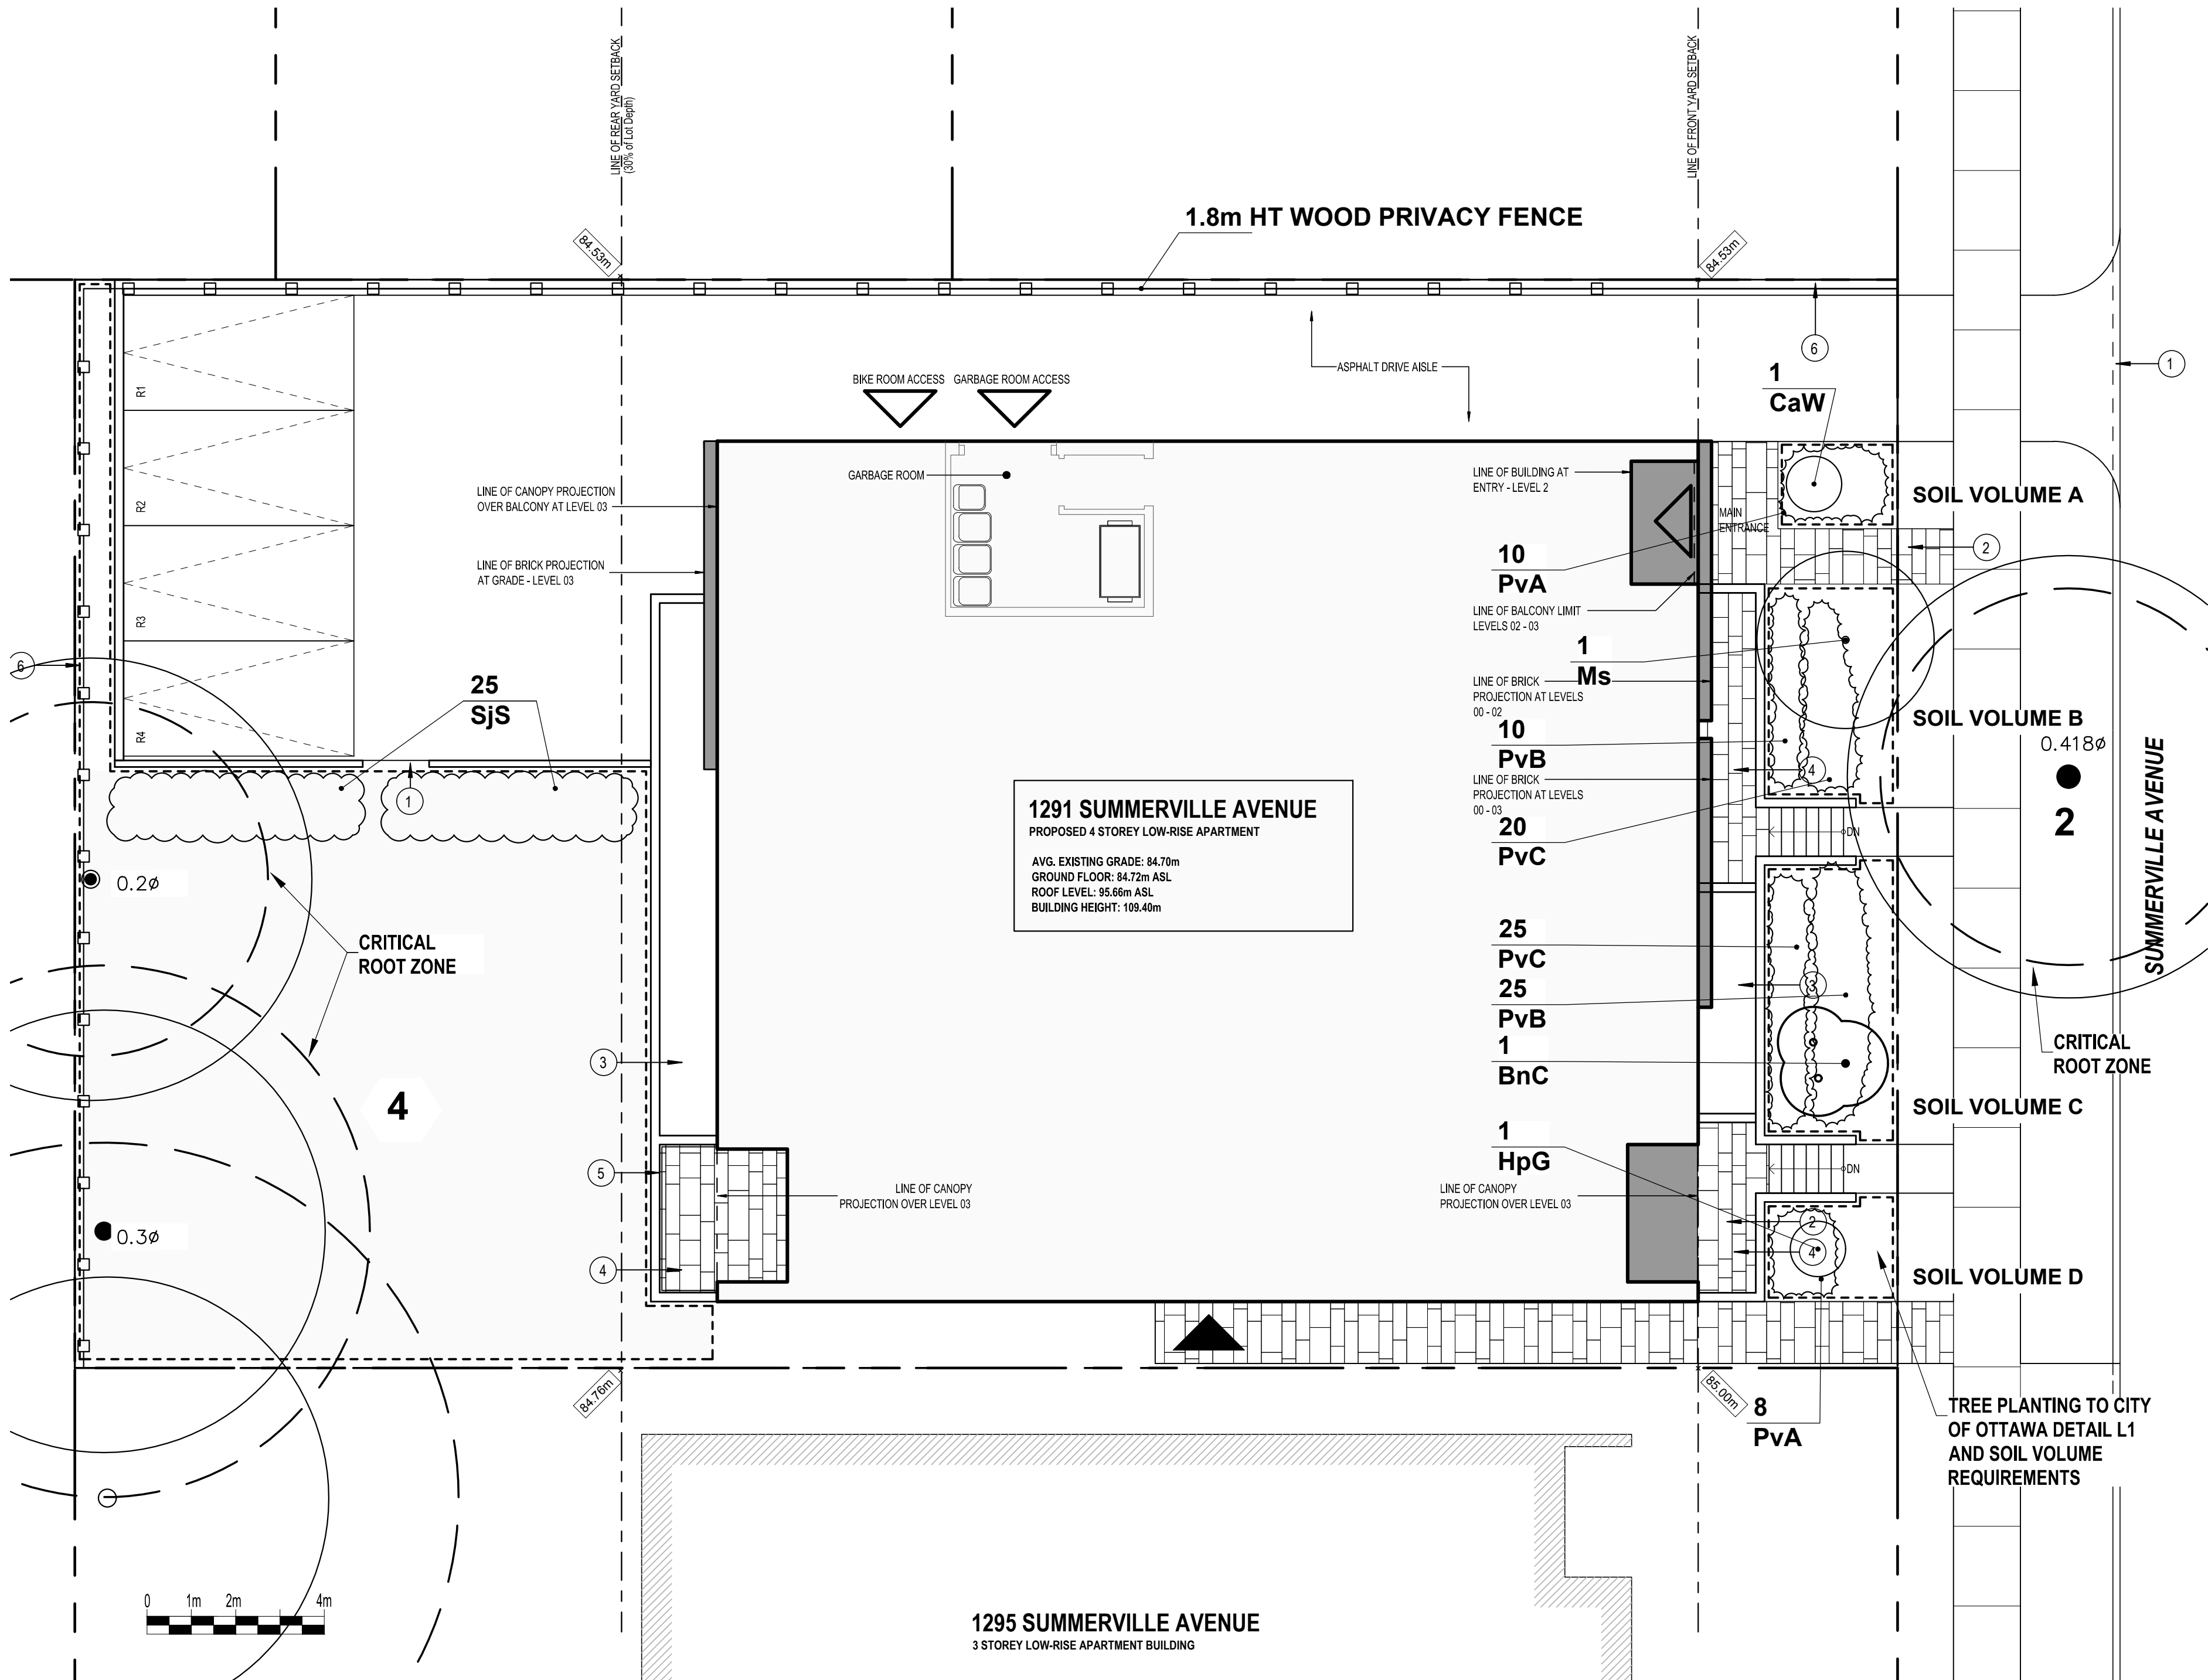 LINE OF REAR YARD SETBACK
(30% of Lot Depth)
LINE OF FRONT YARD SETBACK
1.8m HT WOOD PRIVACY FENCE
84.53m
84.53m
6
1
ASPHALT DRIVE AISLE
BIKE ROOM ACCESS
GARBAGE ROOM ACCESS
1
CaW
R1
R2
R3
R4
GARBAGE ROOM
LINE OF CANOPY PROJECTION
OVER BALCONY AT LEVEL 03
LINE OF BRICK PROJECTION
AT GRADE - LEVEL 03
LINE OF BUILDING AT
ENTRY - LEVEL 2
MAIN
ENTRANCE
SOIL VOLUME A
2
10
PvA
LINE OF BALCONY LIMIT
LEVELS 02 - 03
1
Ms
LINE OF BRICK
PROJECTION AT LEVELS
00 - 02
10
PvB
LINE OF BRICK
PROJECTION AT LEVELS
00 - 03
20
PvC
6
25
SjS
1
4
SOIL VOLUME B
0.418ø
2
SUMMERVILLE AVENUE
DN
1291 SUMMERVILLE AVENUE
PROPOSED 4 STOREY LOW-RISE APARTMENT
AVG. EXISTING GRADE: 84.70m
GROUND FLOOR: 84.72m ASL
ROOF LEVEL: 95.66m ASL
BUILDING HEIGHT: 109.40m
0.2ø
CRITICAL
ROOT ZONE
25
PvC
25
PvB
3
1
BnC
CRITICAL
ROOT ZONE
3
4
SOIL VOLUME C
1
HpG
DN
5
LINE OF CANOPY
PROJECTION OVER LEVEL 03
LINE OF CANOPY
PROJECTION OVER LEVEL 03
2
4
0.3ø
4
SOIL VOLUME D
84.76m
85.00m
8
PvA
TREE PLANTING TO CITY
OF OTTAWA DETAIL L1
AND SOIL VOLUME
REQUIREMENTS
0 1m 2m 4m
1295 SUMMERVILLE AVENUE
3 STOREY LOW-RISE APARTMENT BUILDING